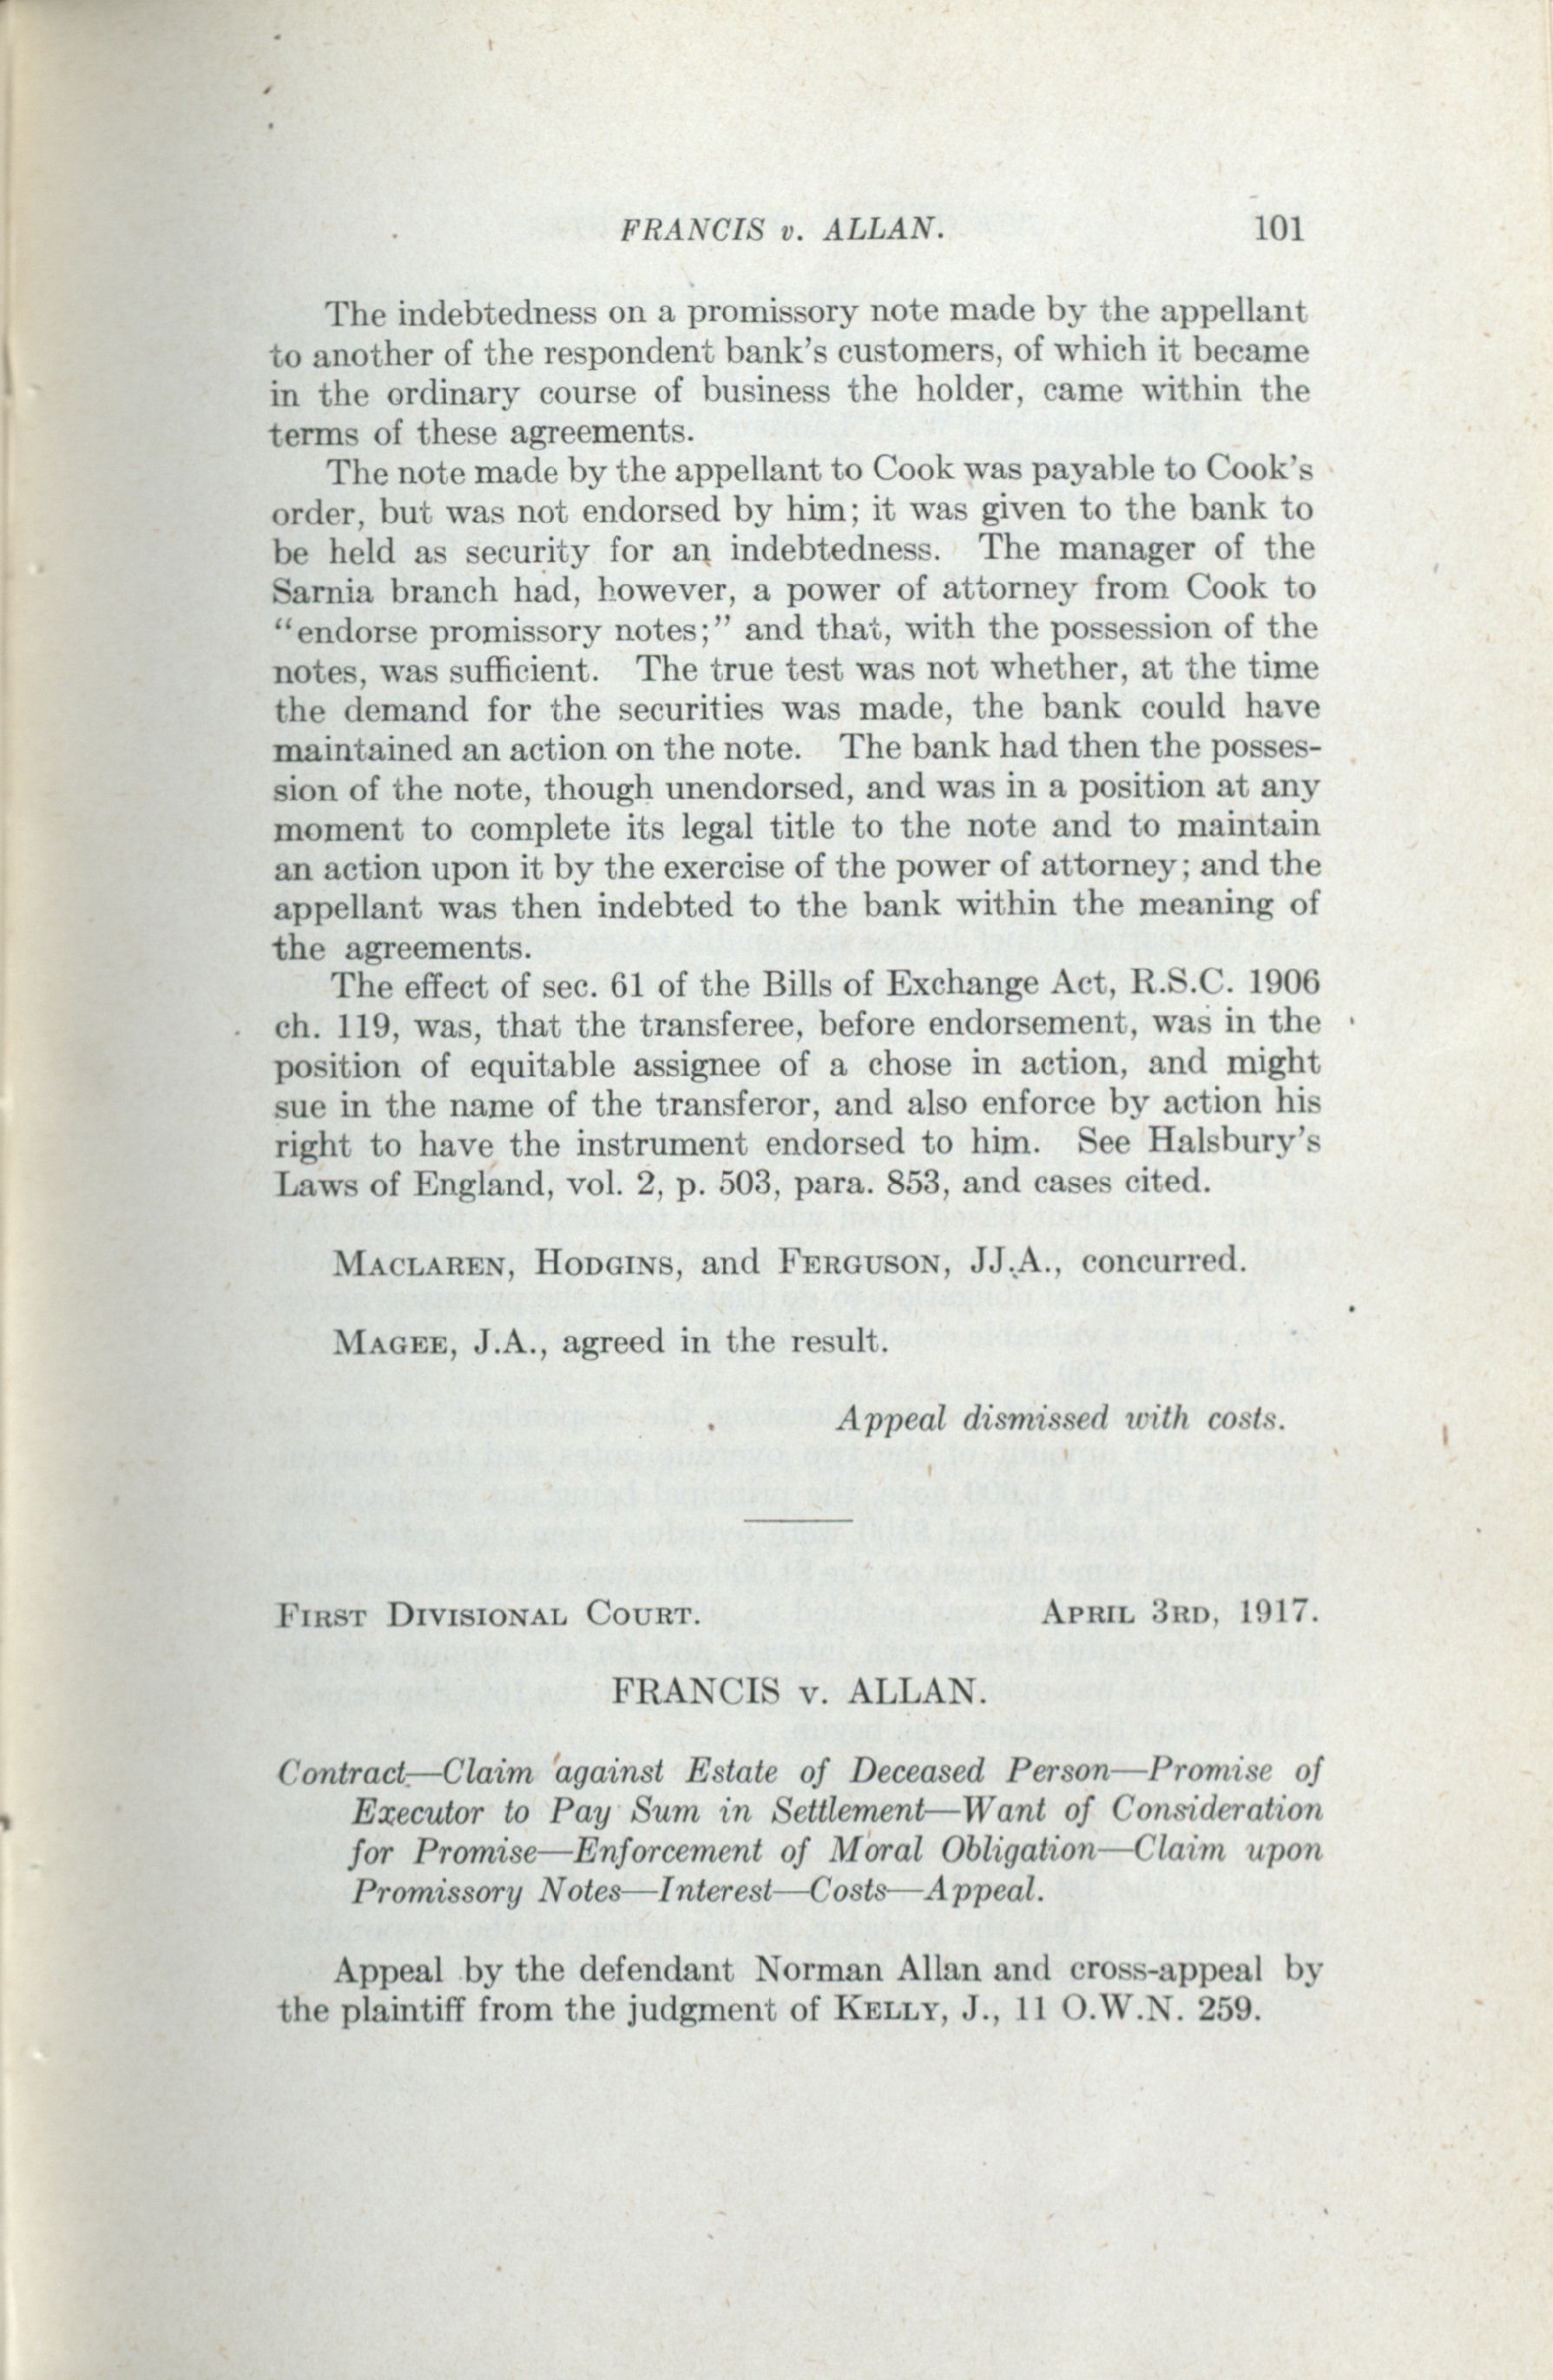 FRANCIS v. ALLAN. 101
The indebtedness on a promissory note made by the appellant
to another of the respondent bank's customers, of which it became
in the ordinary course of business the holder, came within the
terms of these agreements.
The note made by the appellant to Cook was payable to Cook's
order, but was not endorsed by him; it was given to the bank to
be held as security for an indebtedness. The manager of the
Sarnia branch had, however, a power of attorney from Cook to
“endorse promissory notes;” and that, with the possession of the
notes, was sufficient. The true test was not whether, at the time
the demand for the securities was made, the bank could have
maintained an action on the note. The bank had then the posses-
sion of the note, though unendorsed, and was in a position at any
moment to complete its legal title to the note and to maintain
an action upon it by the exercise of the power of attorney; and the
appellant was then indebted to the bank within the meaning of
the agreements.
The effect of sec. 61 of the Bills of Exchange Act, R.S.C. 1906
ch. 119, was, that the transferee, before endorsement, was in the
position of equitable assignee of a chose in action, and might
sue in the name of the transferor, and also enforce by action his
right to have the instrument endorsed to him. See Halsbury's
Laws of England, vol. 2, p. 503, para. 853, and cases cited.
MACLAREN, HODGINS, and FERGUSON, JJ.A., concurred.
MAGEE, J.A., agreed in the result.
Appeal dismissed with costs.
FIRST DIVISIONAL COURT. APRIL 3RD, 1917.
FRANCIS v. ALLAN.
Contract—Claim against Estate of Deceased Person—Promise of
Executor to Pay Sum in Settlement—Want of Consideration
for Promise—Enforcement of Moral Obligation—Claim upon
Promissory Notes—Interest—Costs—Appeal.
Appeal by the defendant Norman Allan and cross-appeal by
the plaintiff from the judgment of KELLY, J., 11 O.W.N. 259.